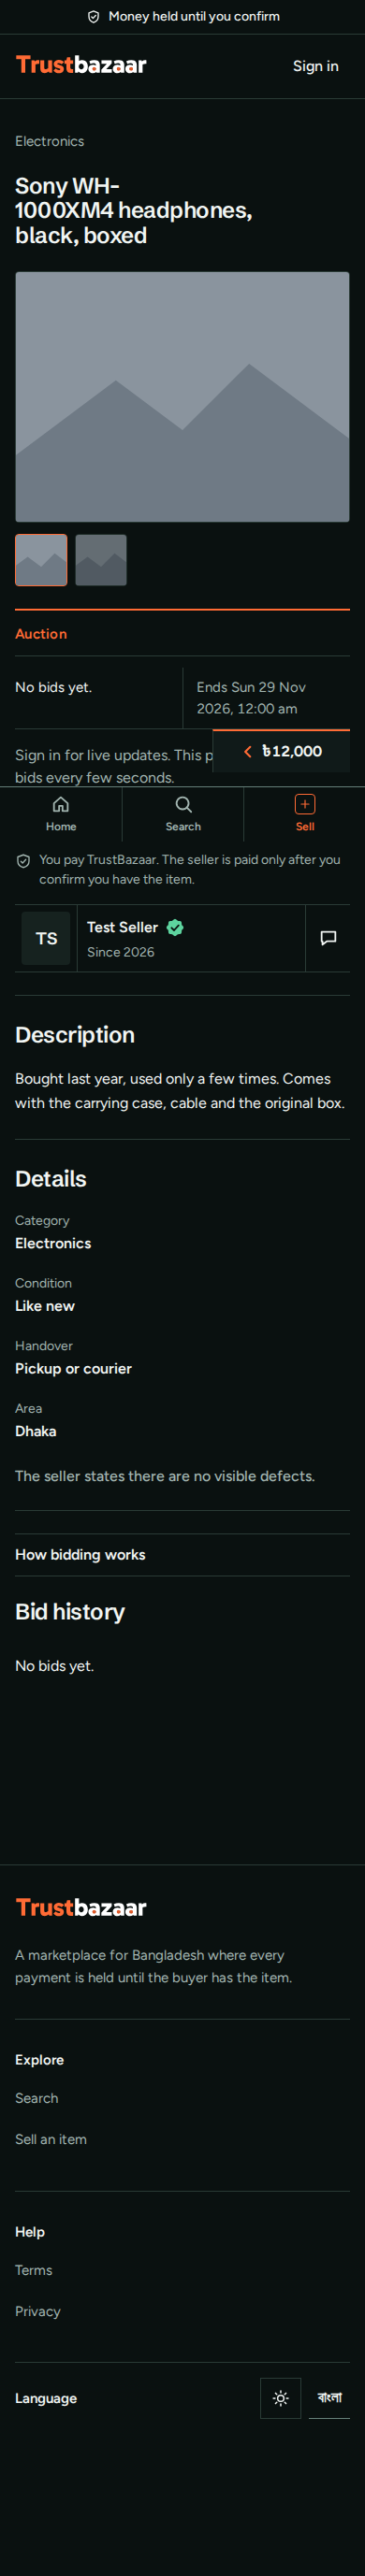 Money held until you confirm
Trustbazaar
Sign in
Electronics
Sony WH-
1000XM4 headphones,
black, boxed
Auction
No bids yet.
Ends Sun 29 Nov
2026, 12:00 am
Sign in for live updates. This p
৳12,000
bids every few seconds.
Home
Search
Sell
You pay TrustBazaar. The seller is paid only after you
confirm you have the item.
TS
Test Seller
Since 2026
Description
Bought last year, used only a few times. Comes
with the carrying case, cable and the original box.
Details
Category
Electronics
Condition
Like new
Handover
Pickup or courier
Area
Dhaka
The seller states there are no visible defects.
How bidding works
Bid history
No bids yet.
Trustbazaar
A marketplace for Bangladesh where every
payment is held until the buyer has the item.
Explore
Search
Sell an item
Help
Terms
Privacy
Language
বাংলা